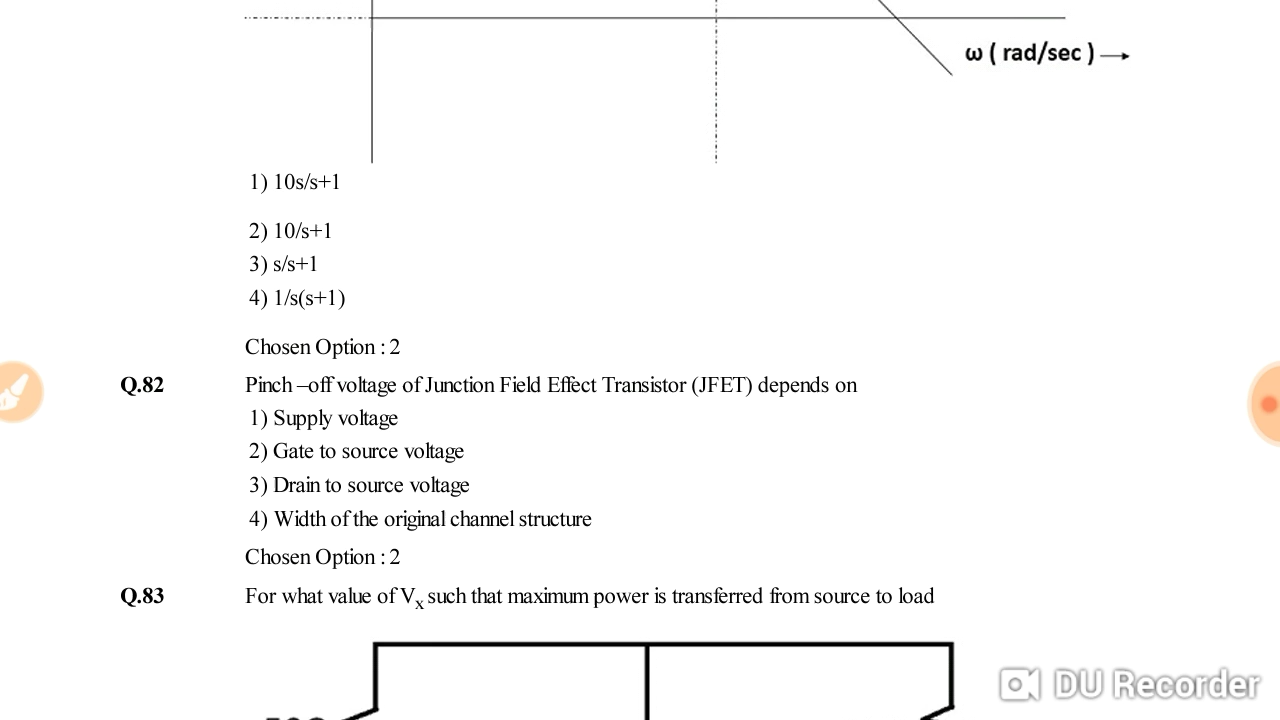 ω ( rad/sec )
1) 10s/s+1
2) 10/s+1
3) s/s+1
4) 1/s(s+1)
Chosen Option : 2
Q.82 Pinch –off voltage of Junction Field Effect Transistor (JFET) depends on
1) Supply voltage
2) Gate to source voltage
3) Drain to source voltage
4) Width of the original channel structure
Chosen Option : 2
Q.83 For what value of Vx such that maximum power is transferred from source to load
DU Recorder